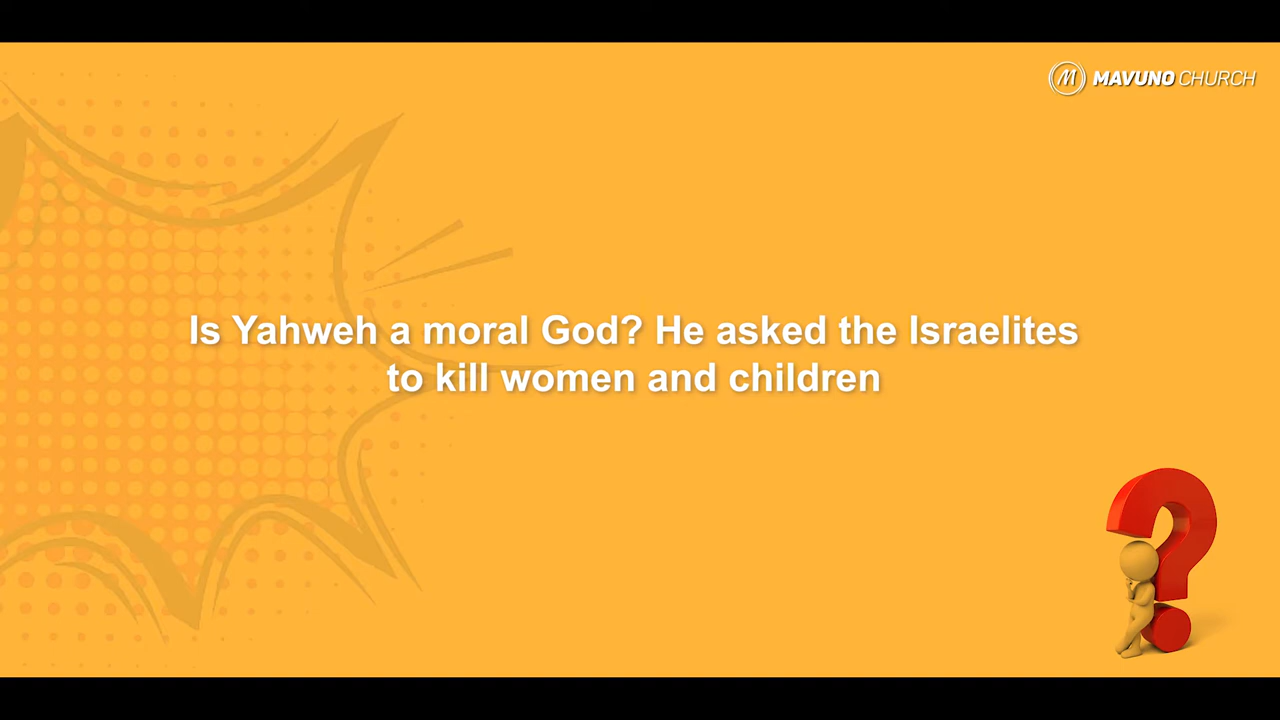 MAVUNO CHURCH
Is Yahweh a moral God? He asked the Israelites
to kill women and children